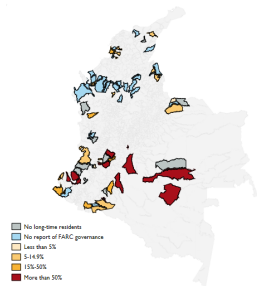 No long-time residents
No report of FARC governance
Less than 5%
5-14.9%
15%-50%
More than 50%